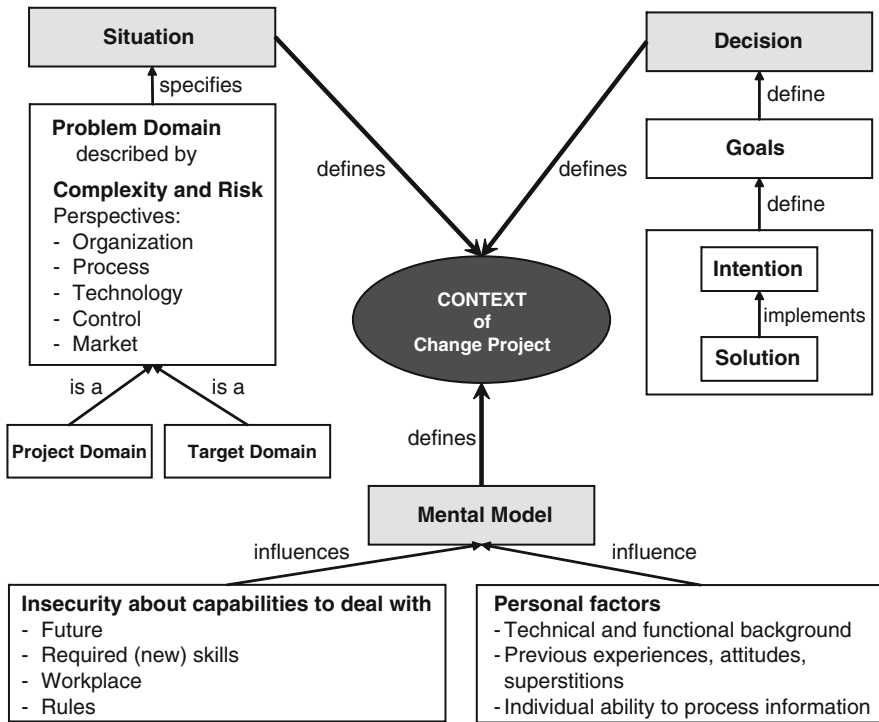 Situation
specifies
Problem Domain
described by
Complexity and Risk
Perspectives:
- Organization
- Process
- Technology
- Control
- Market
is a
is a
Project Domain
Target Domain
defines
defines
Decision
define
Goals
define
Intention
implements
Solution
CONTEXT
of
Change Project
defines
Mental Model
influences
influence
Insecurity about capabilities to deal with
- Future
- Required (new) skills
- Workplace
- Rules
Personal factors
- Technical and functional background
- Previous experiences, attitudes,
superstitions
- Individual ability to process information